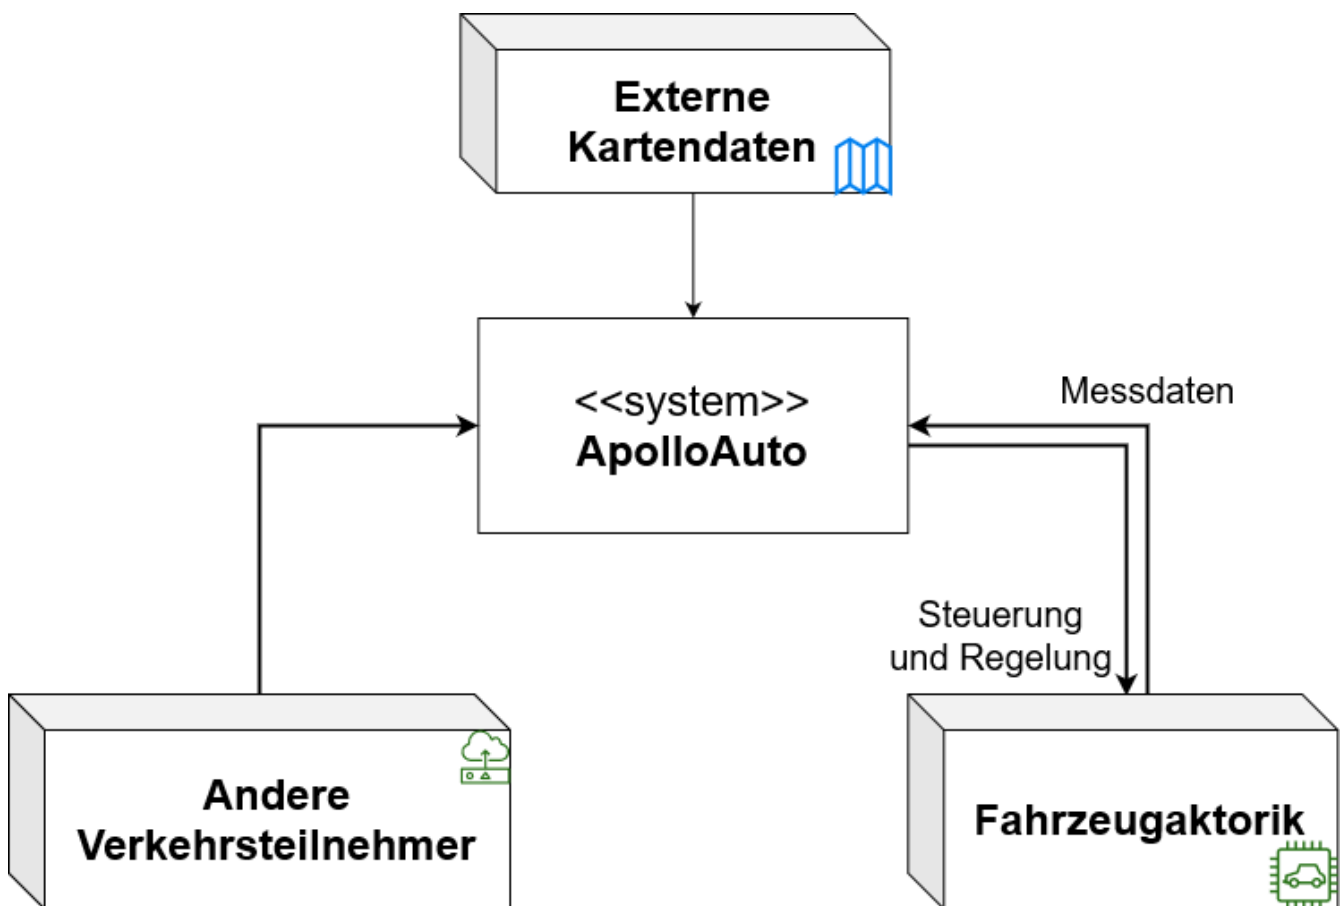 Externe
Kartendaten
<<system>>
ApolloAuto
Messdaten
Steuerung
und Regelung
Andere
Verkehrsteilnehmer
Fahrzeugaktorik